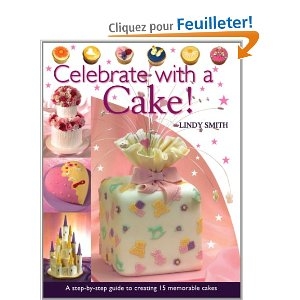 Cliquez pour Feuilleter!
Celebrate with a
Cake!
LINDY SMITH
A step-by-step guide to creating 15 memorable cakes